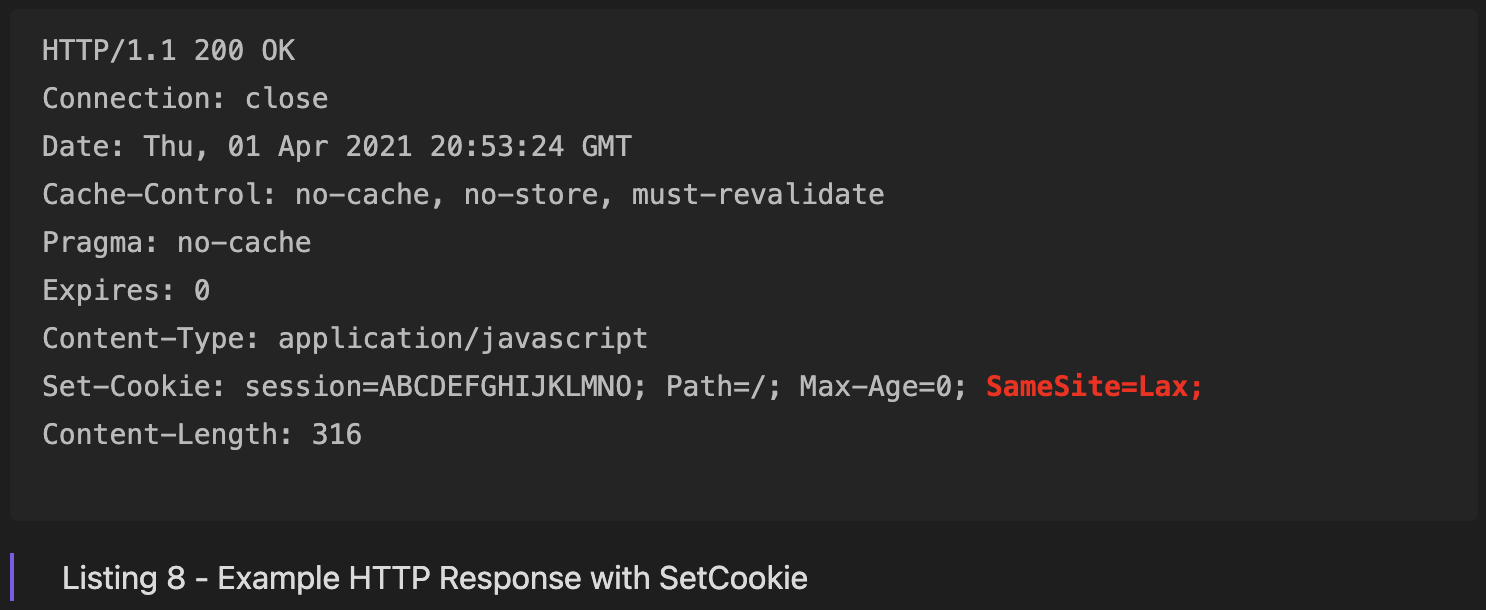 HTTP/1.1 200 OK
Connection: close
Date: Thu, 01 Apr 2021 20:53:24 GMT
Cache-Control: no-cache, no-store, must-revalidate
Pragma: no-cache
Expires: 0
Content-Type: application/javascript
Set-Cookie: session=ABCDEFGHIJKLMNO; Path=/; Max-Age=0; SameSite=Lax;
Content-Length: 316
Listing 8 - Example HTTP Response with SetCookie